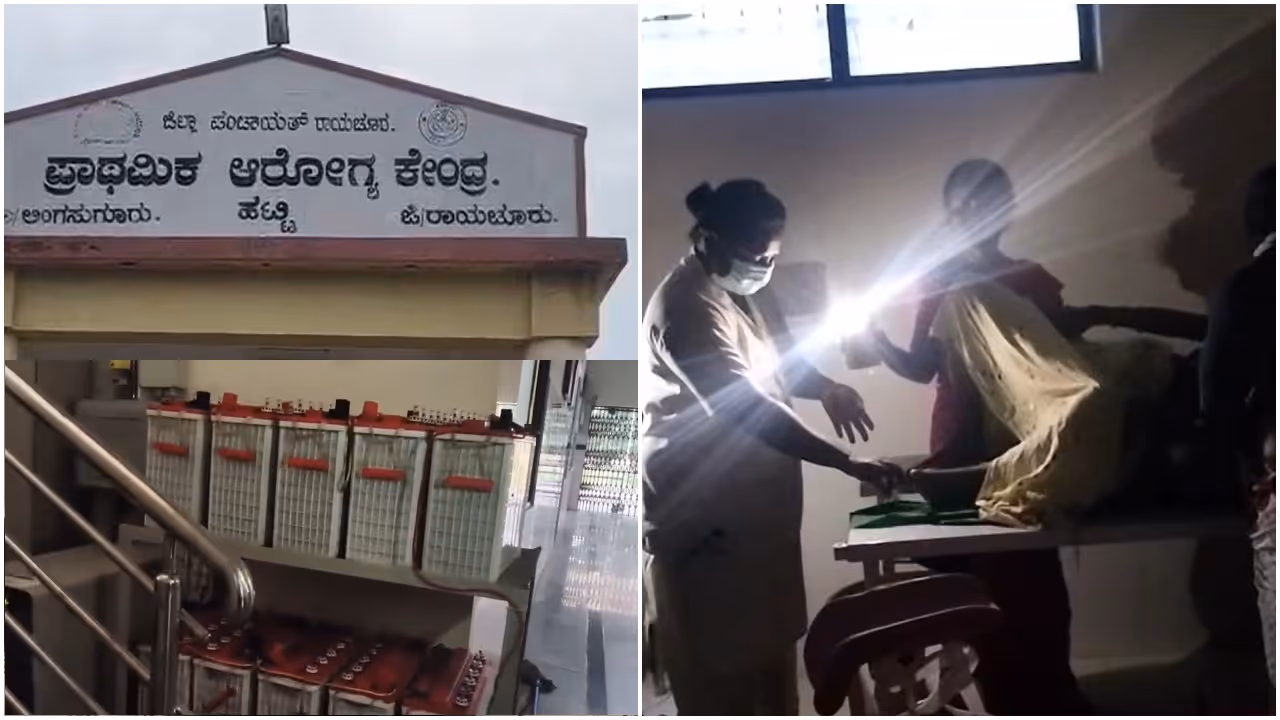 ಜಿಲ್ಲಾ ಪಂಚಾಯತ್ ರಾಯಚೂರ.
ಪ್ರಾಥಮಿಕ ಆರೋಗ್ಯ ಕೇಂದ್ರ.
ಲಿಂಗಸುಗೂರು. ಹಟ್ಟಿ ಜಿ/ರಾಯಚೂರು.